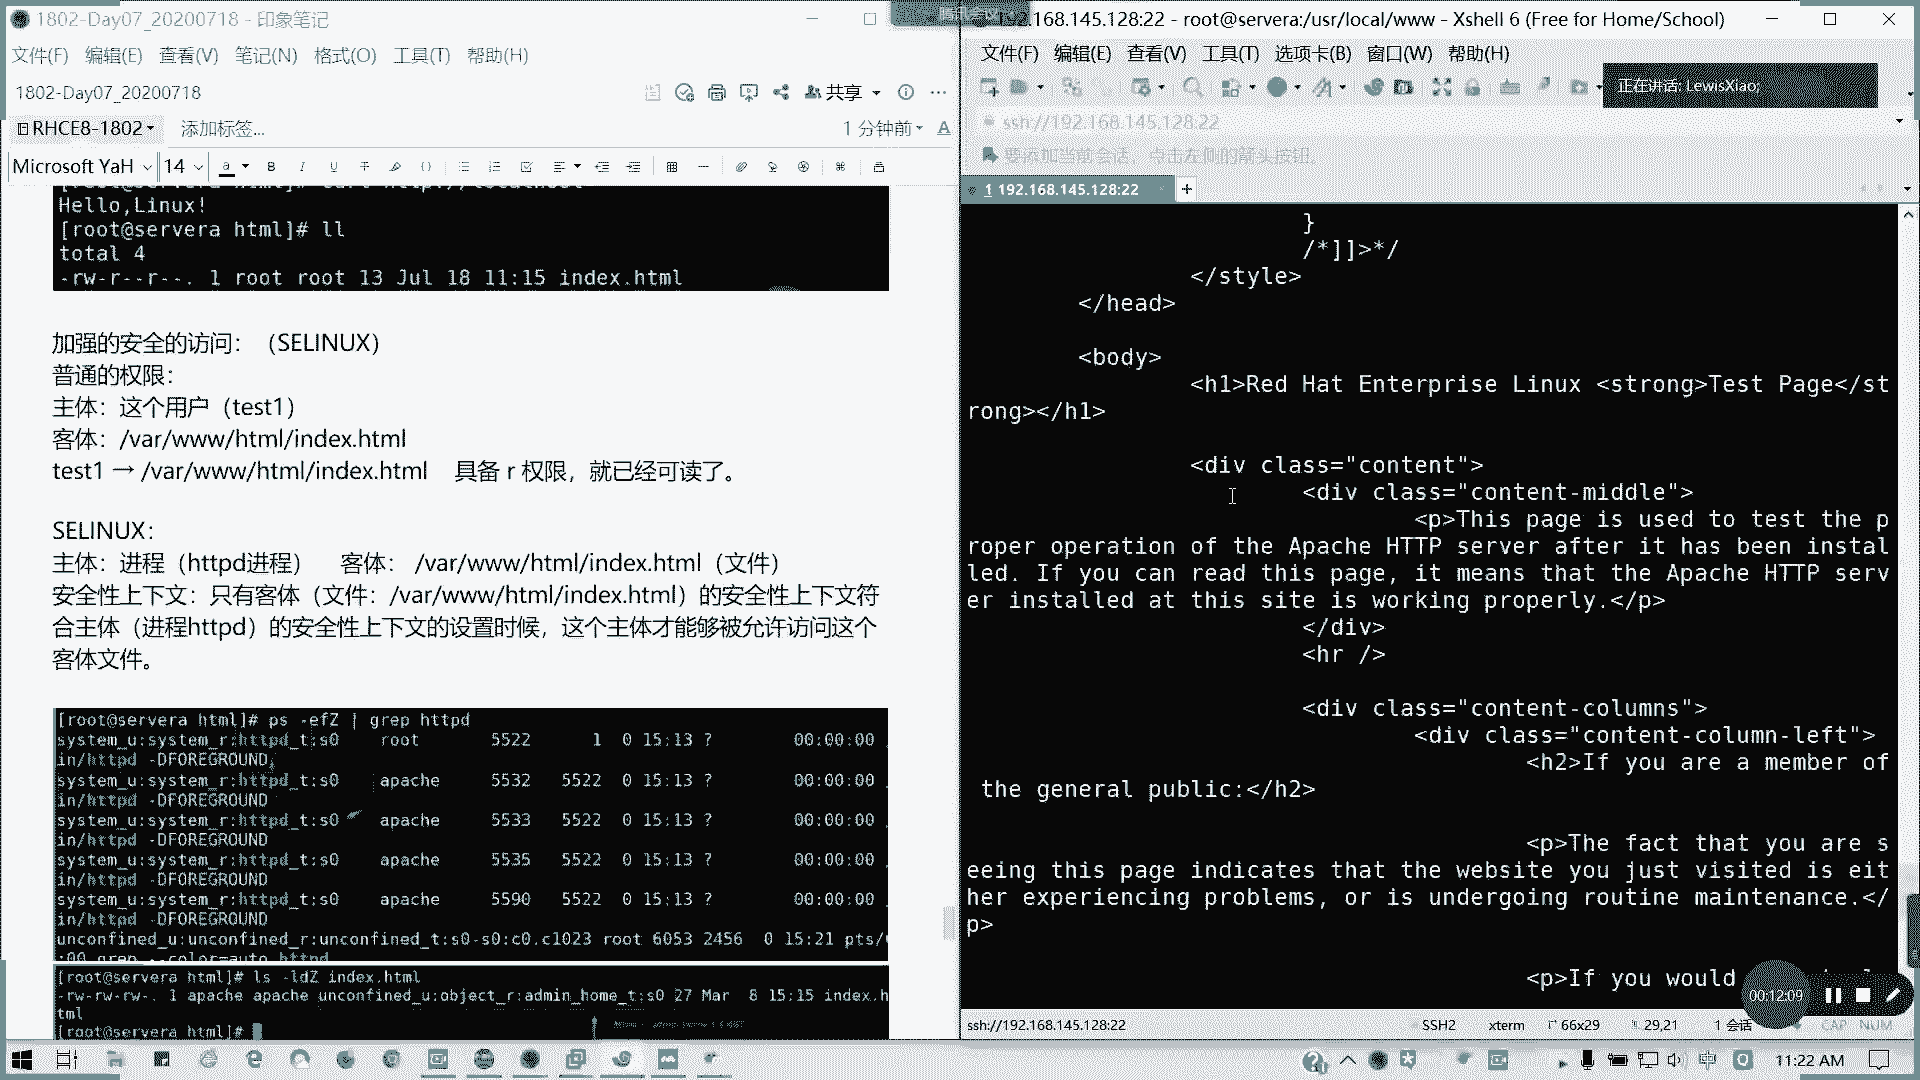 1802-Day07_20200718 - 印象笔记
文件(F) 编辑(E) 查看(V) 笔记(N) 格式(O) 工具(T) 帮助(H)
1802-Day07_20200718
共享
RHCE8-1802
添加标签...
1 分钟前
Microsoft YaH 14
Hello,Linux!
[root@servera html]# ll
total 4
-rw-r--r--. 1 root root 13 Jul 18 11:15 index.html
加强的安全的访问：（SELINUX）
普通的权限：
主体：这个用户（test1）
客体：/var/www/html/index.html
test1 → /var/www/html/index.html 具备 r 权限，就已经可读了。
SELINUX：
主体：进程（httpd进程） 客体： /var/www/html/index.html（文件）
安全性上下文：只有客体（文件：/var/www/html/index.html）的安全性上下文符
合主体（进程httpd）的安全性上下文的设置时候，这个主体才能够被允许访问这个
客体文件。
[root@servera html]# ps -efZ | grep httpd
system_u:system_r:httpd_t:s0 root 5522 1 0 15:13 ? 00:00:00
in/httpd -DFOREGROUND
system_u:system_r:httpd_t:s0 apache 5532 5522 0 15:13 ? 00:00:00
in/httpd -DFOREGROUND
system_u:system_r:httpd_t:s0 apache 5533 5522 0 15:13 ? 00:00:00
in/httpd -DFOREGROUND
system_u:system_r:httpd_t:s0 apache 5535 5522 0 15:13 ? 00:00:00
in/httpd -DFOREGROUND
system_u:system_r:httpd_t:s0 apache 5590 5522 0 15:13 ? 00:00:00
in/httpd -DFOREGROUND
unconfined_u:unconfined_r:unconfined_t:s0-s0:c0.c1023 root 6053 2456 0 15:21 pts/
:00 grep --color=auto httpd
[root@servera html]# ls -ldZ index.html
-rw-rw-rw-. 1 apache apache unconfined_u:object_r:admin_home_t:s0 27 Mar 8 15:15 index.h
tml
[root@servera html]#
192.168.145.128:22 - root@servera:/usr/local/www - Xshell 6 (Free for Home/School)
文件(F) 编辑(E) 查看(V) 工具(T) 选项卡(B) 窗口(W) 帮助(H)
正在讲话: LewisXiao;
ssh://192.168.145.128:22
要添加当前会话，点击左侧的箭头按钮。
1 192.168.145.128:22
}
/*]]>*/
</style>
</head>
<body>
<h1>Red Hat Enterprise Linux <strong>Test Page</st
rong></h1>
<div class="content">
<div class="content-middle">
<p>This page is used to test the p
roper operation of the Apache HTTP server after it has been instal
led. If you can read this page, it means that the Apache HTTP serv
er installed at this site is working properly.</p>
</div>
<hr />
<div class="content-columns">
<div class="content-column-left">
<h2>If you are a member of
the general public:</h2>
<p>The fact that you are s
eeing this page indicates that the website you just visited is eit
her experiencing problems, or is undergoing routine maintenance.</
p>
<p>If you would
00:12:09
ssh://192.168.145.128:22 SSH2 xterm 66x29 29,21 1 会话 CAP NUM
中 11:22 AM